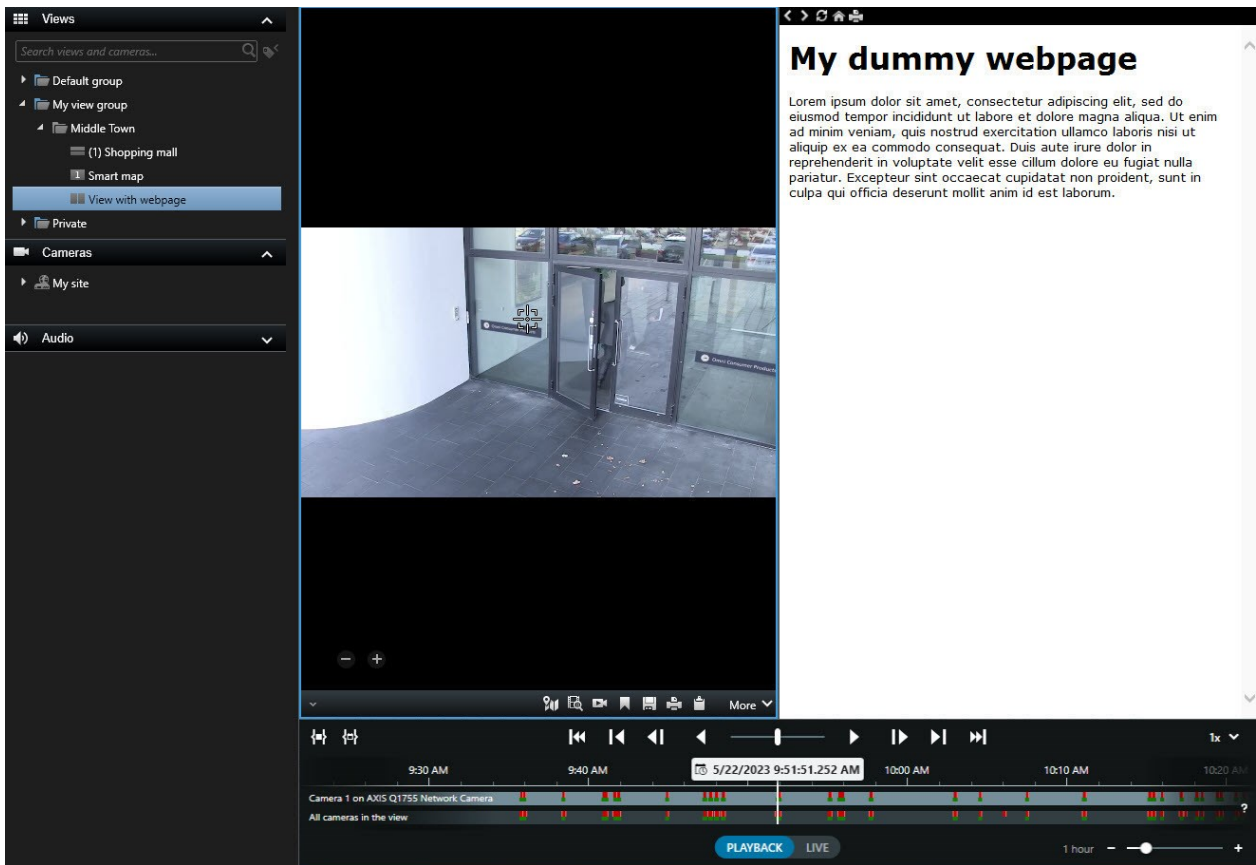 Views
Search views and cameras...
Default group
My view group
Middle Town
(1) Shopping mall
1 Smart map
View with webpage
Private
Cameras
My site
Audio
My dummy webpage
Lorem ipsum dolor sit amet, consectetur adipiscing elit, sed do
eiusmod tempor incididunt ut labore et dolore magna aliqua. Ut enim
ad minim veniam, quis nostrud exercitation ullamco laboris nisi ut
aliquip ex ea commodo consequat. Duis aute irure dolor in
reprehenderit in voluptate velit esse cillum dolore eu fugiat nulla
pariatur. Excepteur sint occaecat cupidatat non proident, sunt in
culpa qui officia deserunt mollit anim id est laborum.
Omni Consumer Products
Omni Consumer Products
More
1x
9:30 AM 9:40 AM 5/22/2023 9:51:51.252 AM 10:00 AM 10:10 AM 10:20 AM
Camera 1 on AXIS Q1755 Network Camera
All cameras in the view
?
PLAYBACK LIVE
1 hour